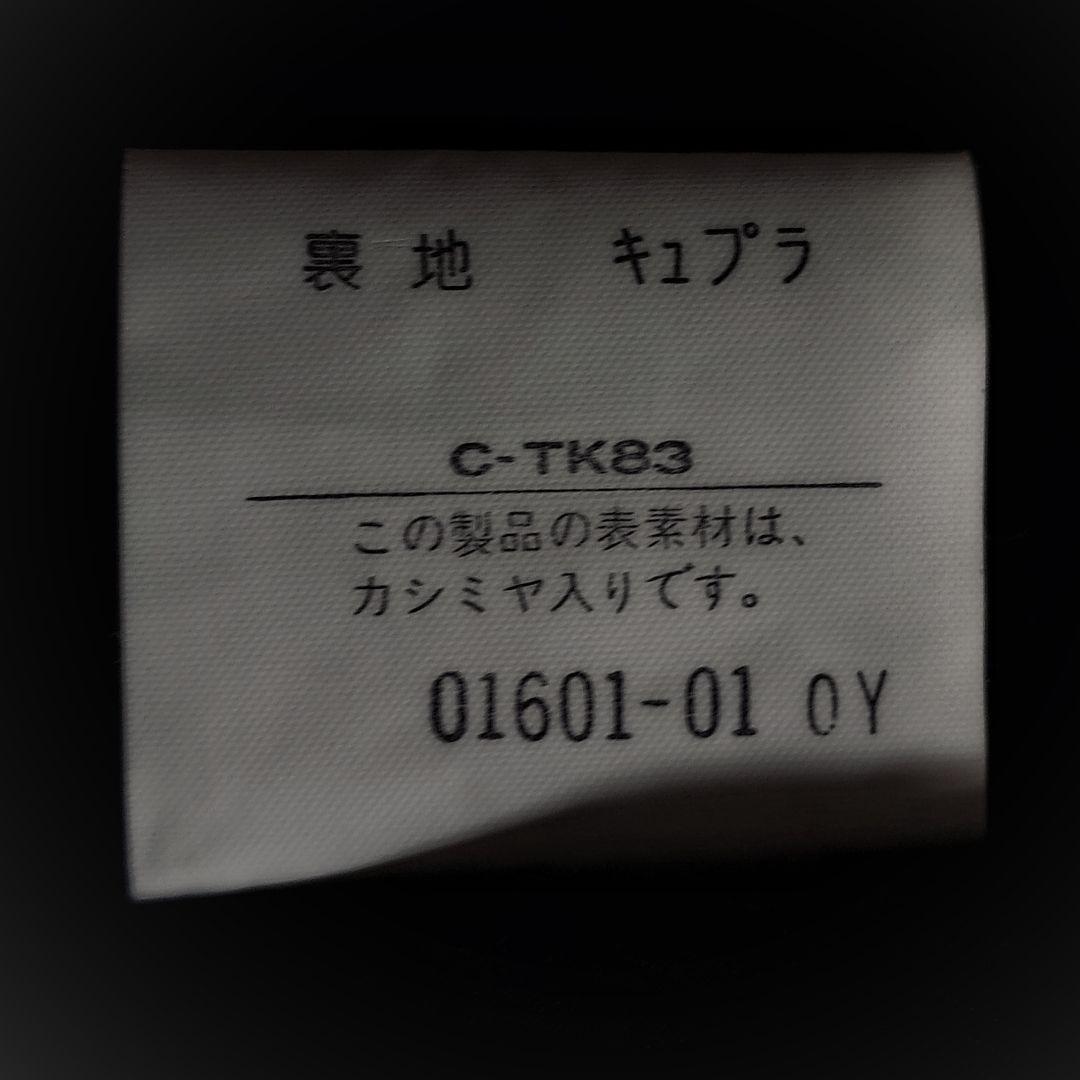 裏地 キュプラ
C-TK83
この製品の表素材は、
カシミヤ入りです。
01601-01 0Y